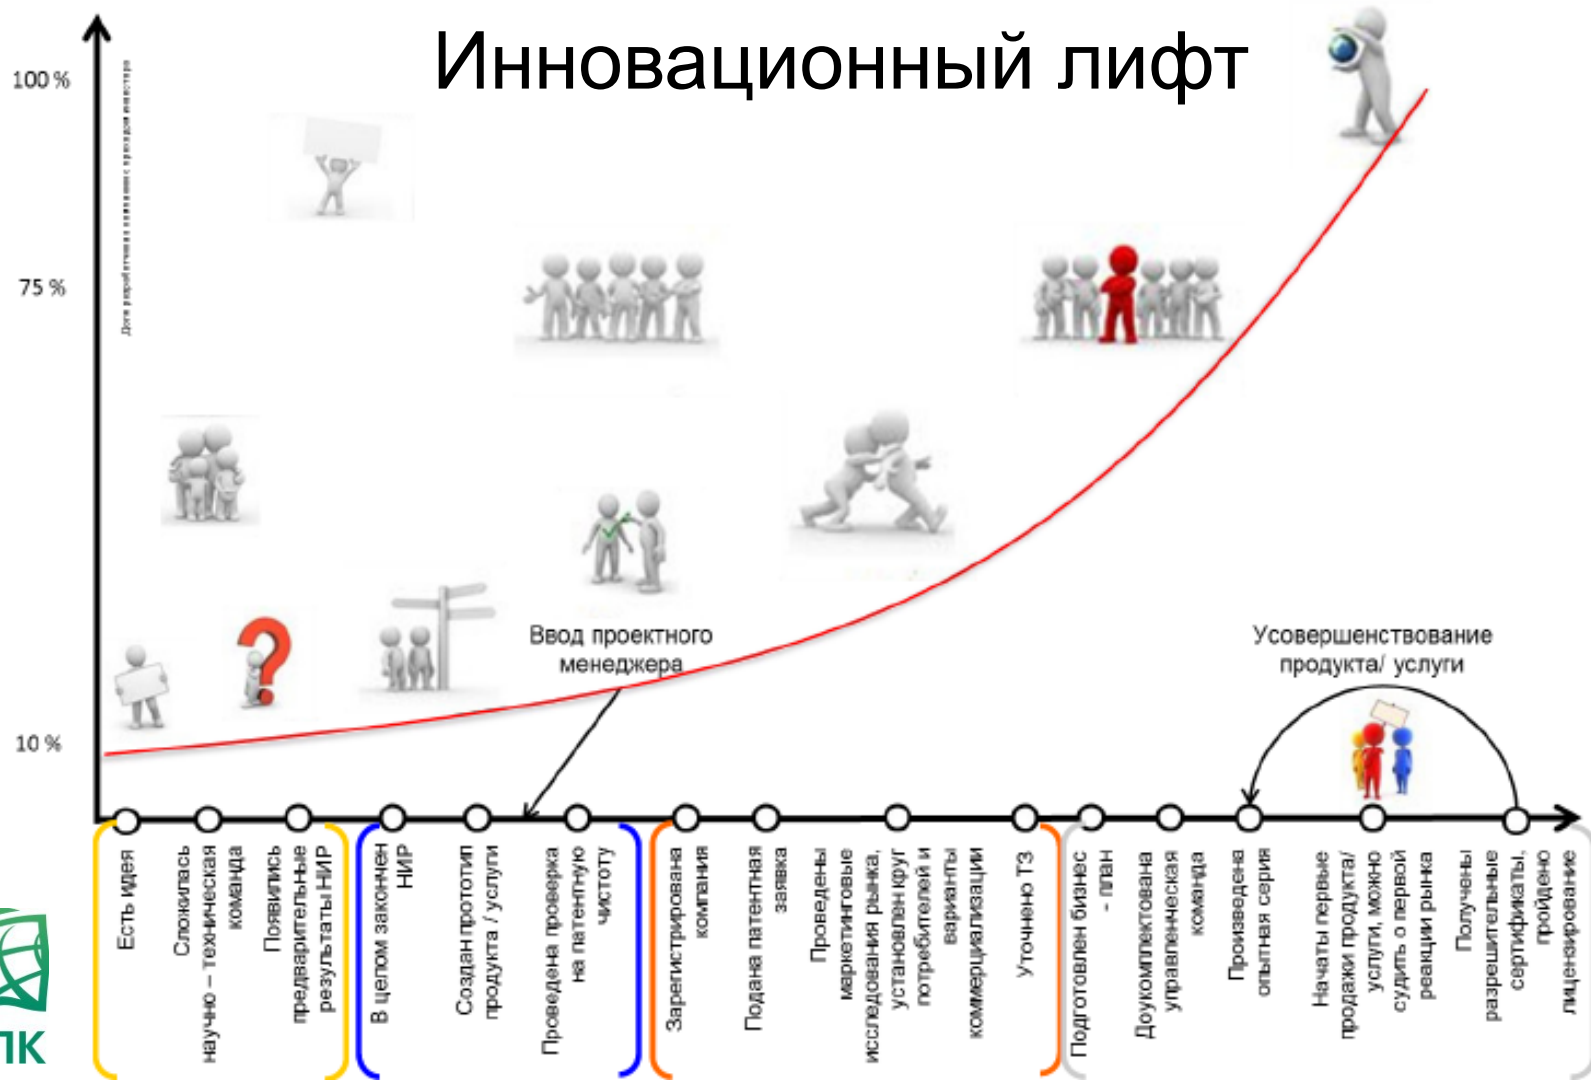 Инновационный лифт
100 %
75 %
10 %
Ввод проектного
менеджера
Усовершенствование
продукта/ услуги
Есть идея
Сложилась
научно – техническая
команда
Появились
предварительные
результаты НИР
В целом закончен
НИР
Создан прототип
продукта / услуги
Проведена проверка
на патентную
чистоту
Зарегистрирована
компания
Подана патентная
заявка
Проведены
маркетинговые
исследования рынка,
установлен круг
потребителей и
варианты
коммерциализации
Уточнено ТЗ
Подготовлен бизнес
- план
Доукомплектована
управленческая
команда
Произведена
опытная серия
Начаты первые
продажи продукта/
услуги, можно
судить о первой
реакции рынка
Получены
разрешительные
сертификаты,
пройдено
лицензирование
ПК